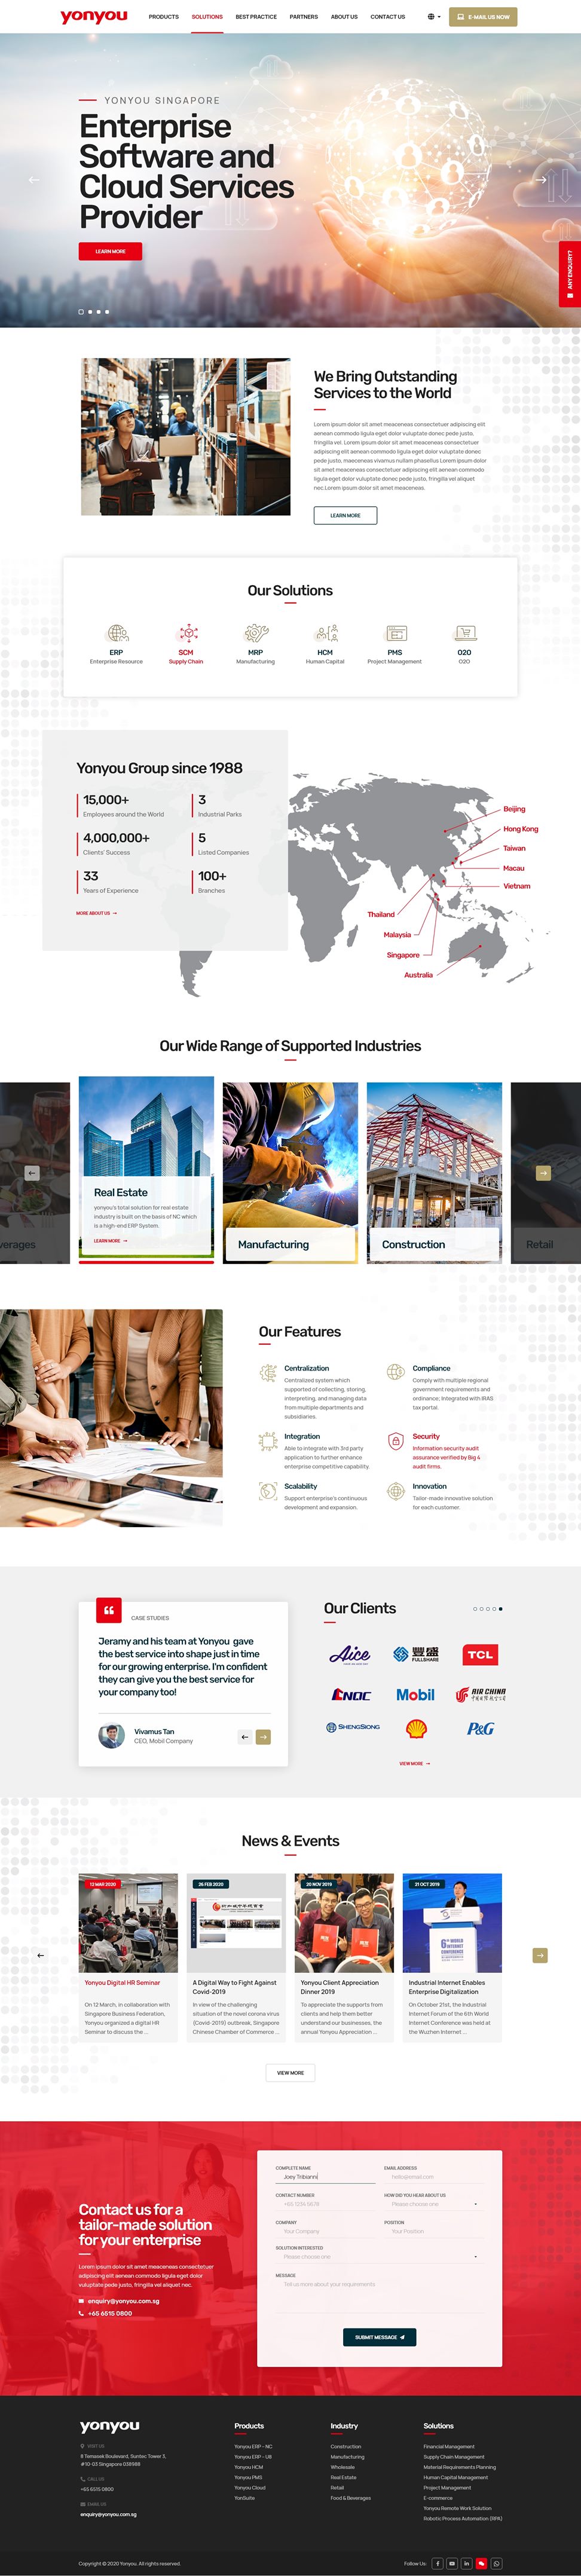 yonyou
PRODUCTS
SOLUTIONS
BEST PRACTICE
PARTNERS
ABOUT US
CONTACT US
E-MAIL US NOW
YONYOU SINGAPORE
Enterprise
Software and
Cloud Services
Provider
LEARN MORE
ANY ENQUIRY?
We Bring Outstanding
Services to the World
Lorem ipsum dolor sit amet meaceneas consectetuer adipiscing elit
aenean commodo ligula eget dolor voluptate donec pede justo,
fringilla vel. Lorem ipsum dolor sit amet meaceneas consectetuer
adipiscing elit aenean commodo ligula eget dolor voluptate donec
pede justo, maecenas vivamus nullam phasellus Lorem ipsum dolor
sit amet meaceneas consectetuer adipiscing elit aenean commodo
ligula eget dolor voluptate donec pede justo, fringilla vel aliquet
nec.Lorem ipsum dolor sit amet meaceneas.
LEARN MORE
Our Solutions
ERP
Enterprise Resource
SCM
Supply Chain
MRP
Manufacturing
HCM
Human Capital
PMS
Project Management
O2O
O2O
Yonyou Group since 1988
15,000+
Employees around the World
3
Industrial Parks
4,000,000+
Clients' Success
5
Listed Companies
33
Years of Experience
100+
Branches
MORE ABOUT US
Beijing
Hong Kong
Taiwan
Macau
Vietnam
Thailand
Malaysia
Singapore
Australia
Our Wide Range of Supported Industries
verages
Real Estate
yonyou's total solution for real estate
industry is built on the basis of NC which
is a high-end ERP System.
LEARN MORE
Manufacturing
Construction
Retail
Our Features
Centralization
Centralized system which
supported of collecting, storing,
interpreting, and managing data
from multiple departments and
subsidiaries.
Compliance
Comply with multiple regional
government requirements and
ordinance; Integrated with IRAS
tax portal.
Integration
Able to integrate with 3rd party
application to further enhance
enterprise competitive capability.
Security
Information security audit
assurance verified by Big 4
audit firms.
Scalability
Support enterprise's continuous
development and expansion.
Innovation
Tailor-made innovative solution
for each customer.
CASE STUDIES
Jeramy and his team at Yonyou gave
the best service into shape just in time
for our growing enterprise. I'm confident
they can give you the best service for
your company too!
Vivamus Tan
CEO, Mobil Company
Our Clients
Aice
豐盛
FULLSHARE
TCL
ENOC
Mobil
AIR CHINA
SHENGSIONG
P&G
VIEW MORE
News & Events
12 MAR 2020
Yonyou Digital HR Seminar
On 12 March, in collaboration with
Singapore Business Federation,
Yonyou organized a digital HR
Seminar to discuss the ...
26 FEB 2020
A Digital Way to Fight Against
Covid-2019
In view of the challenging
situation of the novel corona virus
(Covid-2019) outbreak, Singapore
Chinese Chamber of Commerce ...
20 NOV 2019
Yonyou Client Appreciation
Dinner 2019
To appreciate the supports from
clients and help them better
understand our businesses, the
annual Yonyou Appreciation ...
21 OCT 2019
6TH WORLD
INTERNET
CONFERENCE
Industrial Internet Enables
Enterprise Digitalization
On October 21st, the Industrial
Internet Forum of the 6th World
Internet Conference was held at
the Wuzhen Internet ...
VIEW MORE
Contact us for a
tailor-made solution
for your enterprise
Lorem ipsum dolor sit amet meaceneas consectetuer
adipiscing elit aenean commodo ligula eget dolor
voluptate pede justo, fringilla vel aliquet nec.
enquiry@yonyou.com.sg
+65 6515 0800
COMPLETE NAME
Joey Tribianni
EMAIL ADDRESS
hello@email.com
CONTACT NUMBER
+65 1234 5678
HOW DID YOU HEAR ABOUT US
Please choose one
COMPANY
Your Company
POSITION
Your Position
SOLUTION INTERESTED
Please choose one
MESSAGE
Tell us more about your requirements
SUBMIT MESSAGE
yonyou
VISIT US
8 Temasek Boulevard, Suntec Tower 3,
#10-03 Singapore 038988
CALL US
+65 6515 0800
EMAIL US
enquiry@yonyou.com.sg
Products
Yonyou ERP - NC
Yonyou ERP - U8
Yonyou HCM
Yonyou PMS
Yonyou Cloud
YonSuite
Industry
Construction
Manufacturing
Wholesale
Real Estate
Retail
Food & Beverages
Solutions
Financial Management
Supply Chain Management
Material Requirements Planning
Human Capital Management
Project Management
E-commerce
Yonyou Remote Work Solution
Robotic Process Automation (RPA)
Copyright © 2020 Yonyou. All rights reserved.
Follow Us: